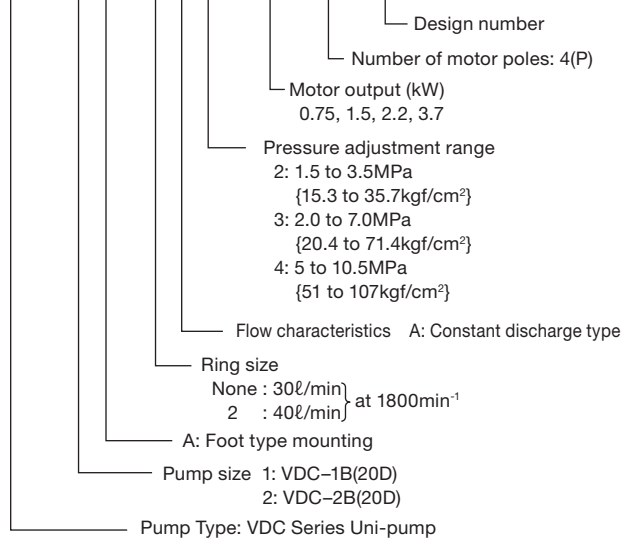 Design number
Number of motor poles: 4(P)
Motor output (kW)
0.75, 1.5, 2.2, 3.7
Pressure adjustment range
2: 1.5 to 3.5MPa
{15.3 to 35.7kgf/cm²}
3: 2.0 to 7.0MPa
{20.4 to 71.4kgf/cm²}
4: 5 to 10.5MPa
{51 to 107kgf/cm²}
Flow characteristics A: Constant discharge type
Ring size
None : 30ℓ/min
2 : 40ℓ/min
at 1800min⁻¹
A: Foot type mounting
Pump size 1: VDC–1B(20D)
2: VDC–2B(20D)
Pump Type: VDC Series Uni-pump